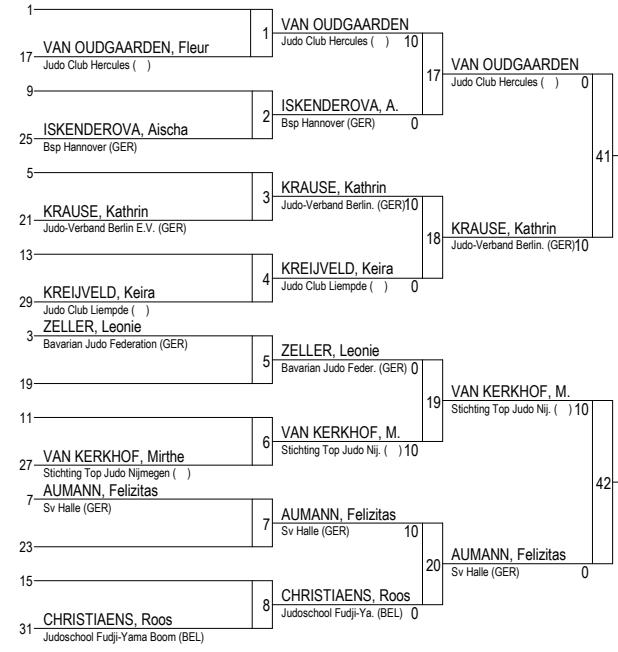 1
1
VAN OUDGAARDEN
Judo Club Hercules (    ) 10
17 VAN OUDGAARDEN, Fleur
Judo Club Hercules (    )
17
VAN OUDGAARDEN
Judo Club Hercules (    ) 0
9
2
ISKENDEROVA, A.
Bsp Hannover (GER) 0
25 ISKENDEROVA, Aischa
Bsp Hannover (GER)
41
5
3
KRAUSE, Kathrin
Judo-Verband Berlin. (GER)10
21 KRAUSE, Kathrin
Judo-Verband Berlin E.V. (GER)
18
KRAUSE, Kathrin
Judo-Verband Berlin. (GER)10
13
4
KREIJVELD, Keira
Judo Club Liempde (    ) 0
29 KREIJVELD, Keira
Judo Club Liempde (    )
3 ZELLER, Leonie
Bavarian Judo Federation (GER)
5
ZELLER, Leonie
Bavarian Judo Feder. (GER) 0
19
19
VAN KERKHOF, M.
Stichting Top Judo Nij. (    ) 10
11
6
VAN KERKHOF, M.
Stichting Top Judo Nij. (    ) 10
27 VAN KERKHOF, Mirthe
Stichting Top Judo Nijmegen (    )
42
7 AUMANN, Felizitas
Sv Halle (GER)
7
AUMANN, Felizitas
Sv Halle (GER) 10
23
20
AUMANN, Felizitas
Sv Halle (GER) 0
15
8
CHRISTIAENS, Roos
Judoschool Fudji-Ya. (BEL) 0
31 CHRISTIAENS, Roos
Judoschool Fudji-Yama Boom (BEL)